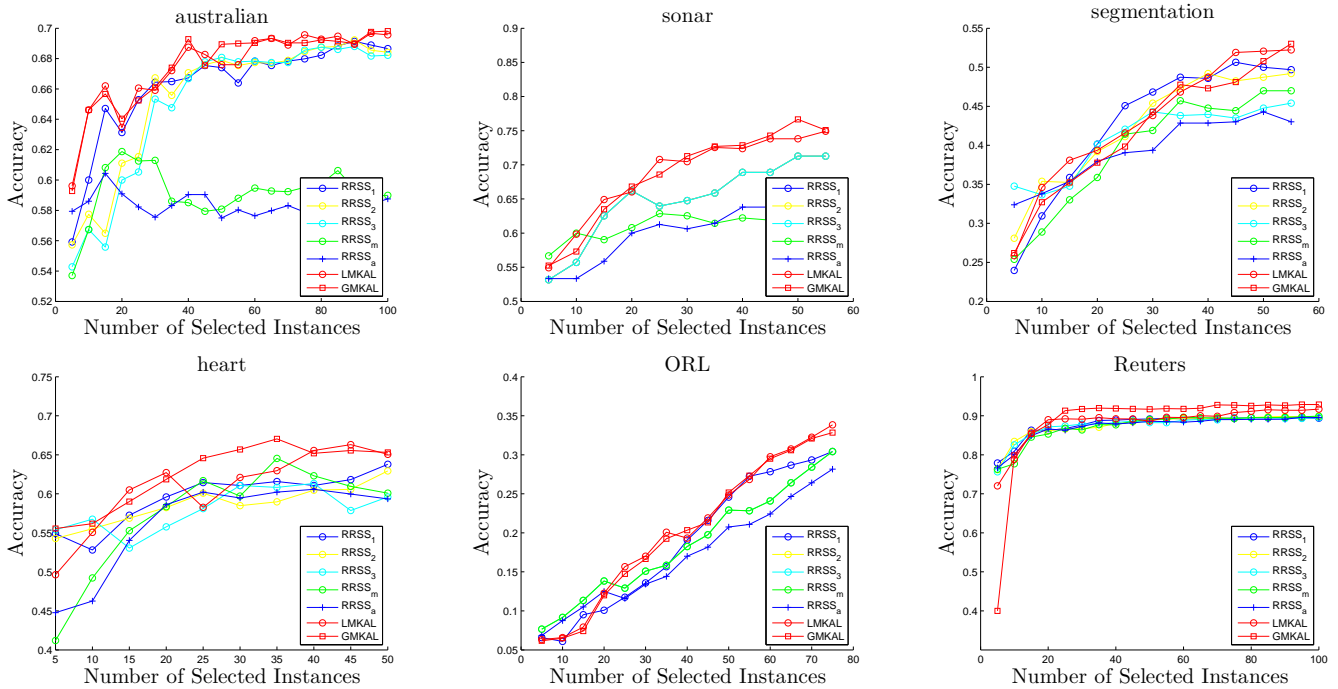 australian
0.7
0.68
0.66
0.64
0.62
0.6
0.58
0.56
0.54
0.52
Accuracy
0 20 40 60 80 100
Number of Selected Instances
RRSS1
RRSS2
RRSS3
RRSSm
RRSSa
LMKAL
GMKAL
sonar
0.9
0.85
0.8
0.75
0.7
0.65
0.6
0.55
0.5
Accuracy
0 10 20 30 40 50 60
Number of Selected Instances
RRSS1
RRSS2
RRSS3
RRSSm
RRSSa
LMKAL
GMKAL
segmentation
0.55
0.5
0.45
0.4
0.35
0.3
0.25
0.2
Accuracy
0 10 20 30 40 50 60
Number of Selected Instances
RRSS1
RRSS2
RRSS3
RRSSm
RRSSa
LMKAL
GMKAL
heart
0.75
0.7
0.65
0.6
0.55
0.5
0.45
0.4
Accuracy
5 10 15 20 25 30 35 40 45 50
Number of Selected Instances
RRSS1
RRSS2
RRSS3
RRSSm
RRSSa
LMKAL
GMKAL
ORL
0.4
0.35
0.3
0.25
0.2
0.15
0.1
0.05
Accuracy
0 10 20 30 40 50 60 70 80
Number of Selected Instances
RRSS1
RRSS2
RRSS3
RRSSm
RRSSa
LMKAL
GMKAL
Reuters
1
0.9
0.8
0.7
0.6
0.5
0.4
Accuracy
0 20 40 60 80 100
Number of Selected Instances
RRSS1
RRSS2
RRSS3
RRSSm
RRSSa
LMKAL
GMKAL